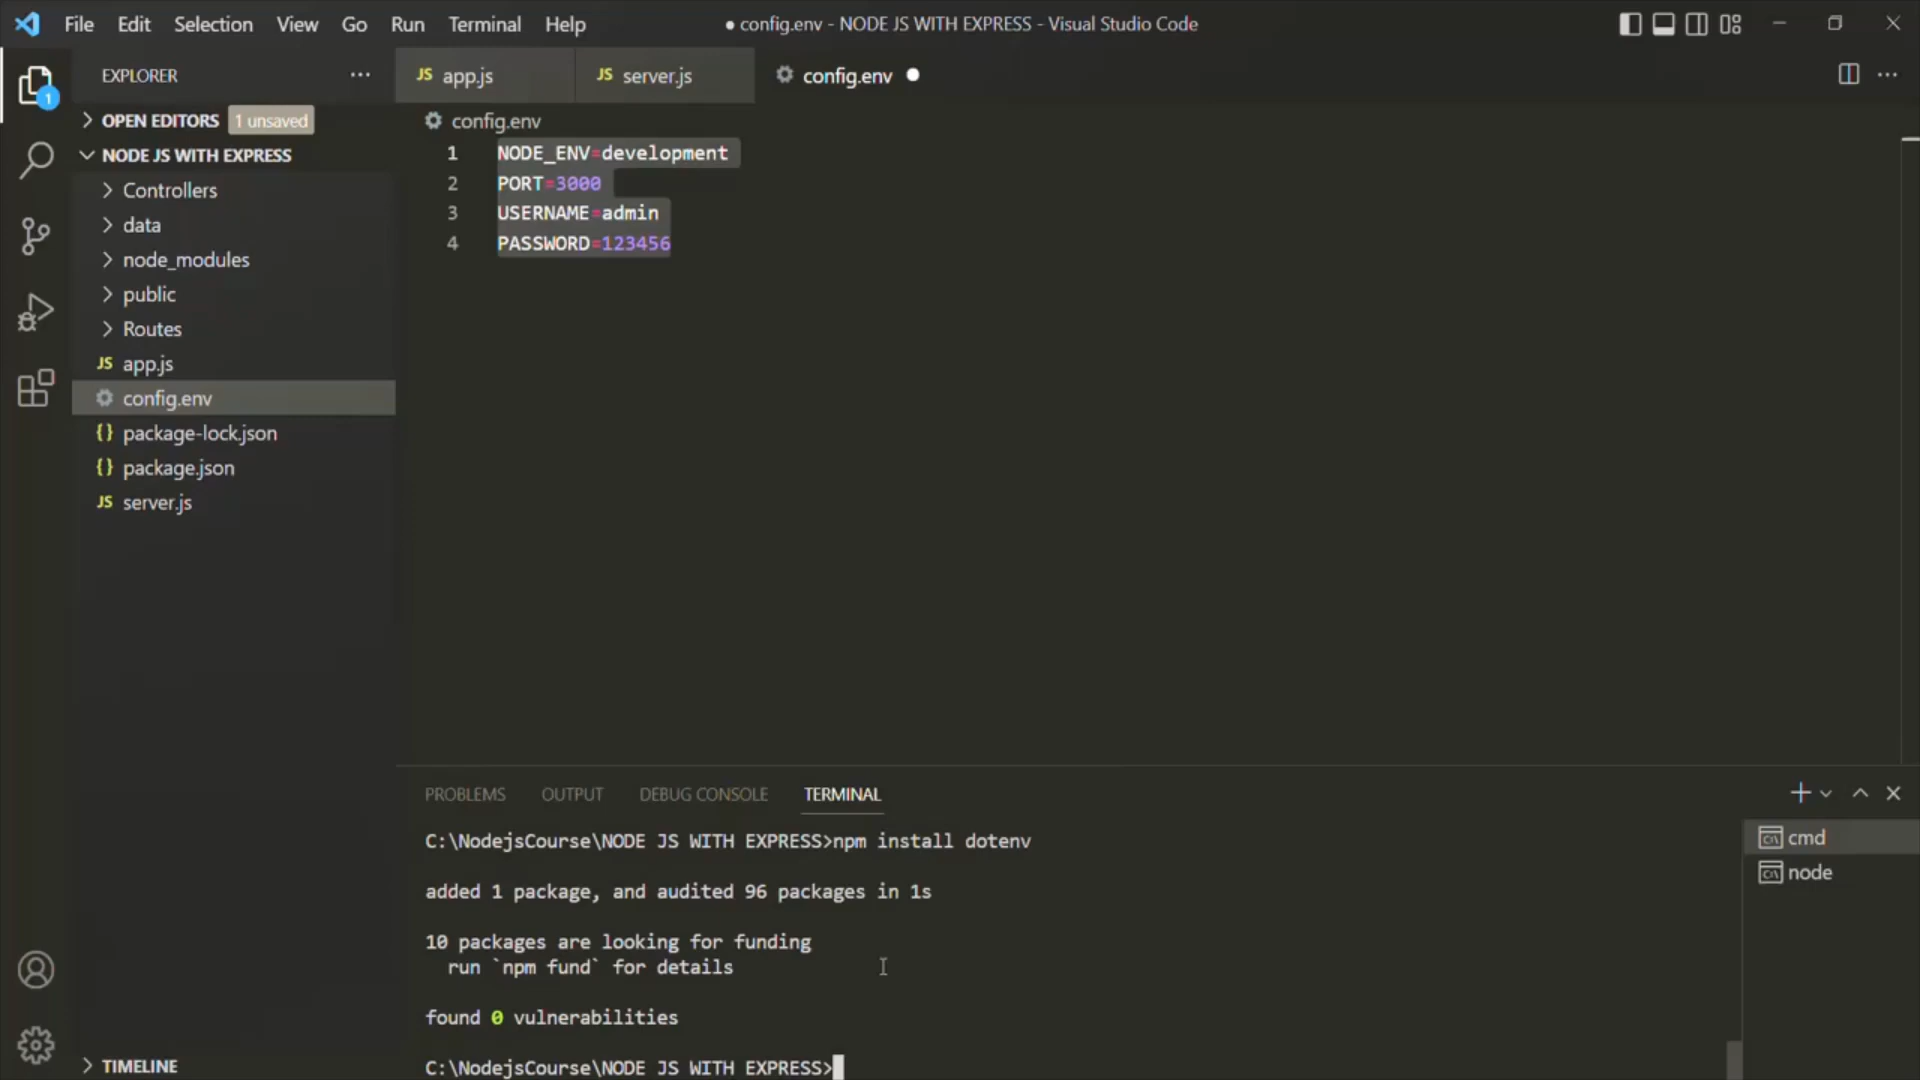 File Edit Selection View Go Run Terminal Help
● config.env - NODE JS WITH EXPRESS - Visual Studio Code
EXPLORER ...
JS app.js
JS server.js
config.env ●
1
OPEN EDITORS 1 unsaved
NODE JS WITH EXPRESS
Controllers
data
node_modules
public
Routes
JS app.js
config.env
{} package-lock.json
{} package.json
JS server.js
TIMELINE
config.env
1 NODE_ENV=development
2 PORT=3000
3 USERNAME=admin
4 PASSWORD=123456
PROBLEMS OUTPUT DEBUG CONSOLE TERMINAL
C:\NodejsCourse\NODE JS WITH EXPRESS>npm install dotenv
added 1 package, and audited 96 packages in 1s
10 packages are looking for funding
run `npm fund` for details
found 0 vulnerabilities
C:\NodejsCourse\NODE JS WITH EXPRESS>
cmd
node